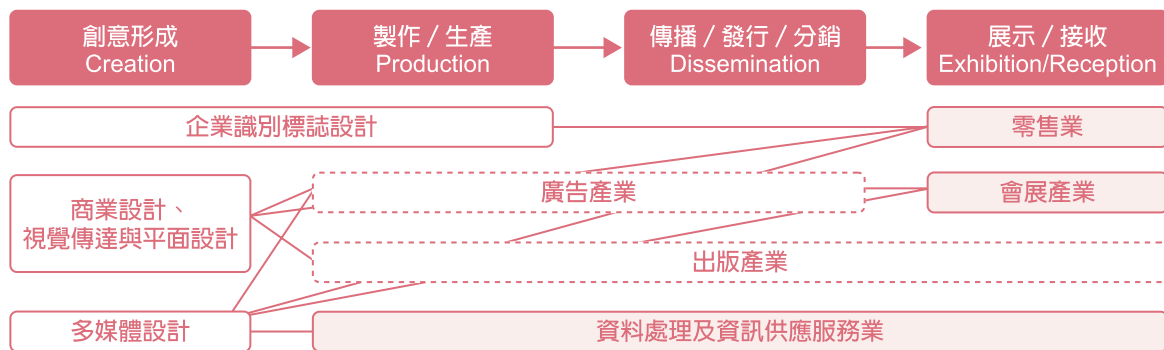 創意形成
Creation
製作 / 生產
Production
傳播 / 發行 / 分銷
Dissemination
展示 / 接收
Exhibition/Reception
企業識別標誌設計
零售業
商業設計、
視覺傳達與平面設計
廣告產業
會展產業
出版產業
多媒體設計
資料處理及資訊供應服務業